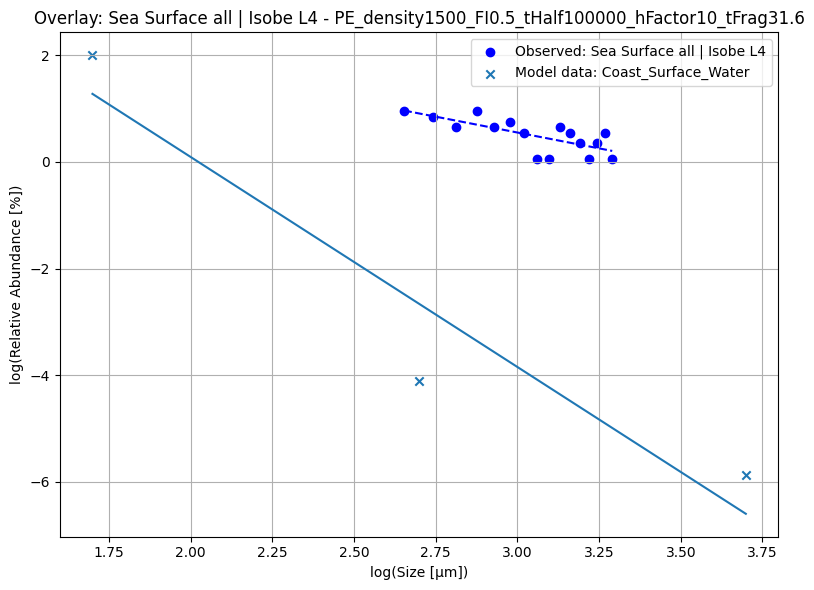 Overlay: Sea Surface all | Isobe L4 - PE_density1500_FI0.5_tHalf100000_hFactor10_tFrag31.6
Observed: Sea Surface all | Isobe L4
Model data: Coast_Surface_Water
log(Relative Abundance [%])
2
0
−2
−4
−6
1.75
2.00
2.25
2.50
2.75
3.00
3.25
3.50
3.75
log(Size [µm])